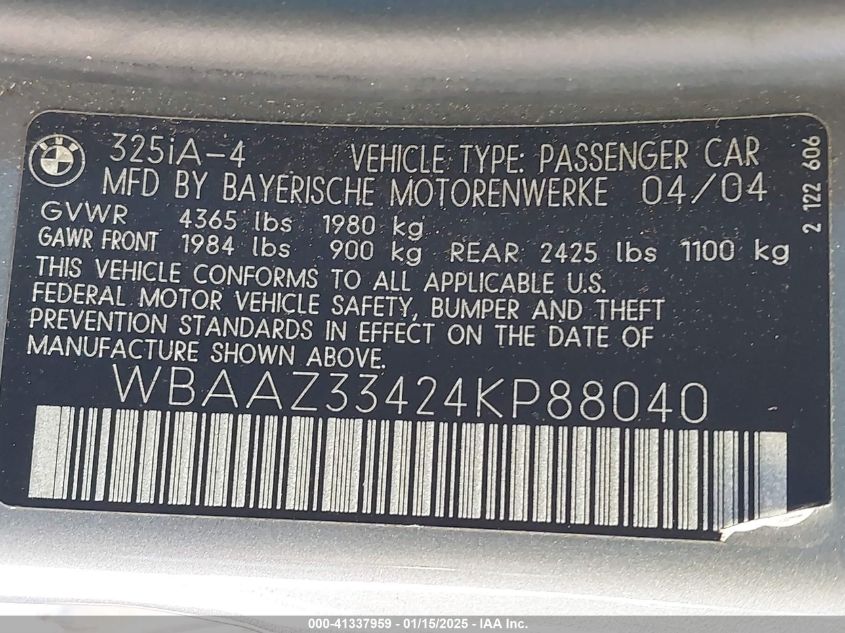 BMW
325iA-4 VEHICLE TYPE: PASSENGER CAR
MFD BY BAYERISCHE MOTORENWERKE 04/04
GVWR 4365 lbs 1980 kg
GAWR FRONT 1984 lbs 900 kg REAR 2425 lbs 1100 kg
THIS VEHICLE CONFORMS TO ALL APPLICABLE U.S.
FEDERAL MOTOR VEHICLE SAFETY, BUMPER AND THEFT
PREVENTION STANDARDS IN EFFECT ON THE DATE OF
MANUFACTURE SHOWN ABOVE.
WBAAZ33424KP88040
2 122 606
000-41337959 - 01/15/2025 - IAA Inc.